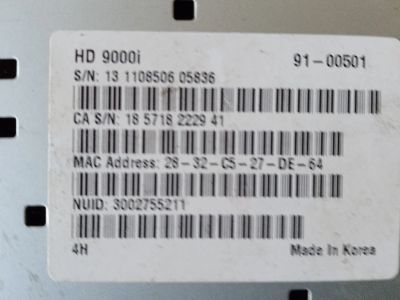 HD 9000i 91-00501
S/N: 13 1108506 05836
CA S/N: 18 5718 2229 41
MAC Address: 28-32-C5-27-DE-64
NUID: 3002755211
4H Made in Korea